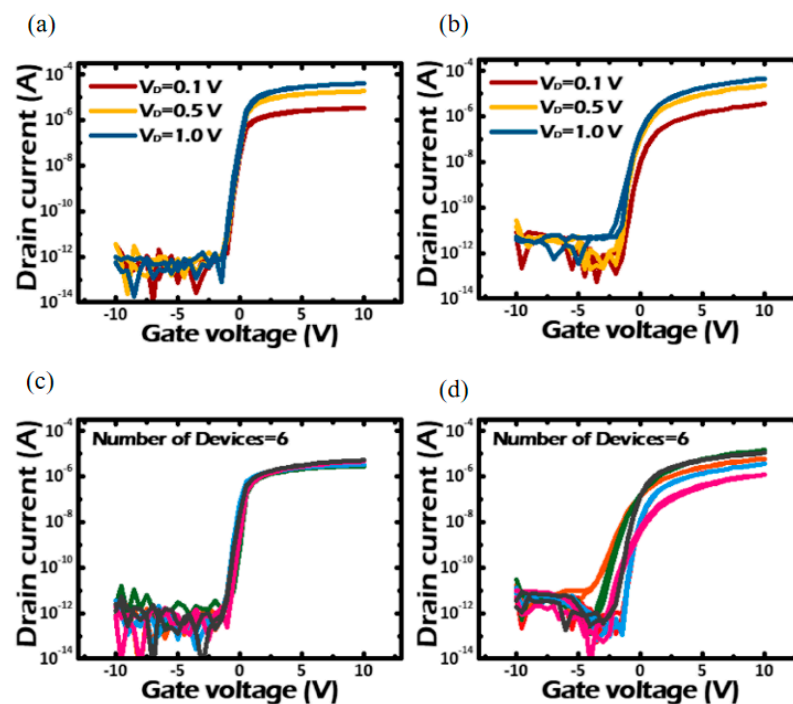 (a)
(b)
Drain current (A)
10⁻⁴
10⁻⁶
10⁻⁸
10⁻¹⁰
10⁻¹²
10⁻¹⁴
V_D=0.1 V
V_D=0.5 V
V_D=1.0 V
-10 -5 0 5 10
Gate voltage (V)
Drain current (A)
10⁻⁴
10⁻⁶
10⁻⁸
10⁻¹⁰
10⁻¹²
10⁻¹⁴
V_D=0.1 V
V_D=0.5 V
V_D=1.0 V
-10 -5 0 5 10
Gate voltage (V)
(c)
(d)
Drain current (A)
10⁻⁴
10⁻⁶
10⁻⁸
10⁻¹⁰
10⁻¹²
10⁻¹⁴
Number of Devices=6
-10 -5 0 5 10
Gate voltage (V)
Drain current (A)
10⁻⁴
10⁻⁶
10⁻⁸
10⁻¹⁰
10⁻¹²
10⁻¹⁴
Number of Devices=6
-10 -5 0 5 10
Gate voltage (V)